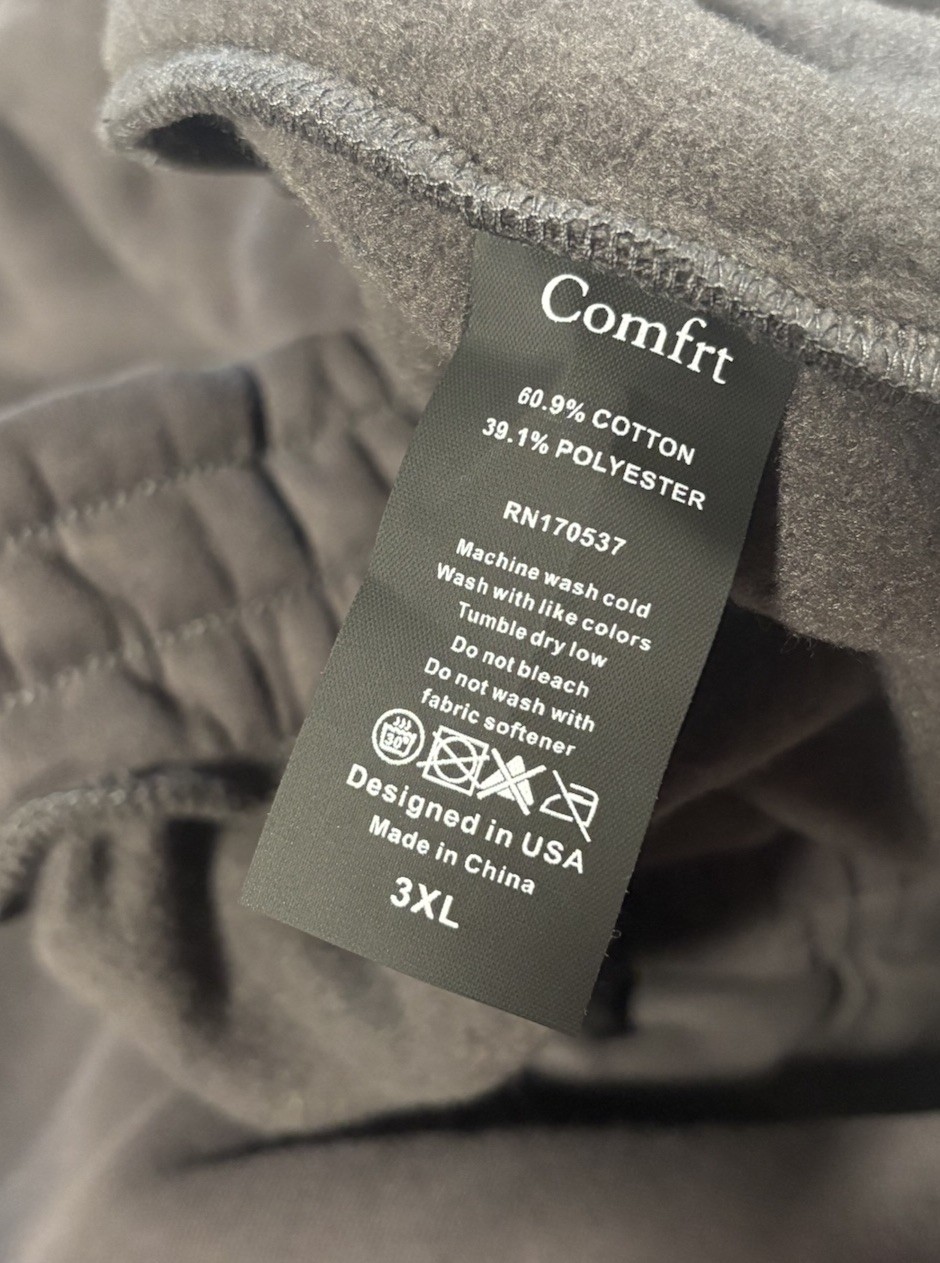 Comfrt
60.9% COTTON
39.1% POLYESTER
RN170537
Machine wash cold
Wash with like colors
Tumble dry low
Do not bleach
Do not wash with
fabric softener
30°
Designed in USA
Made in China
3XL